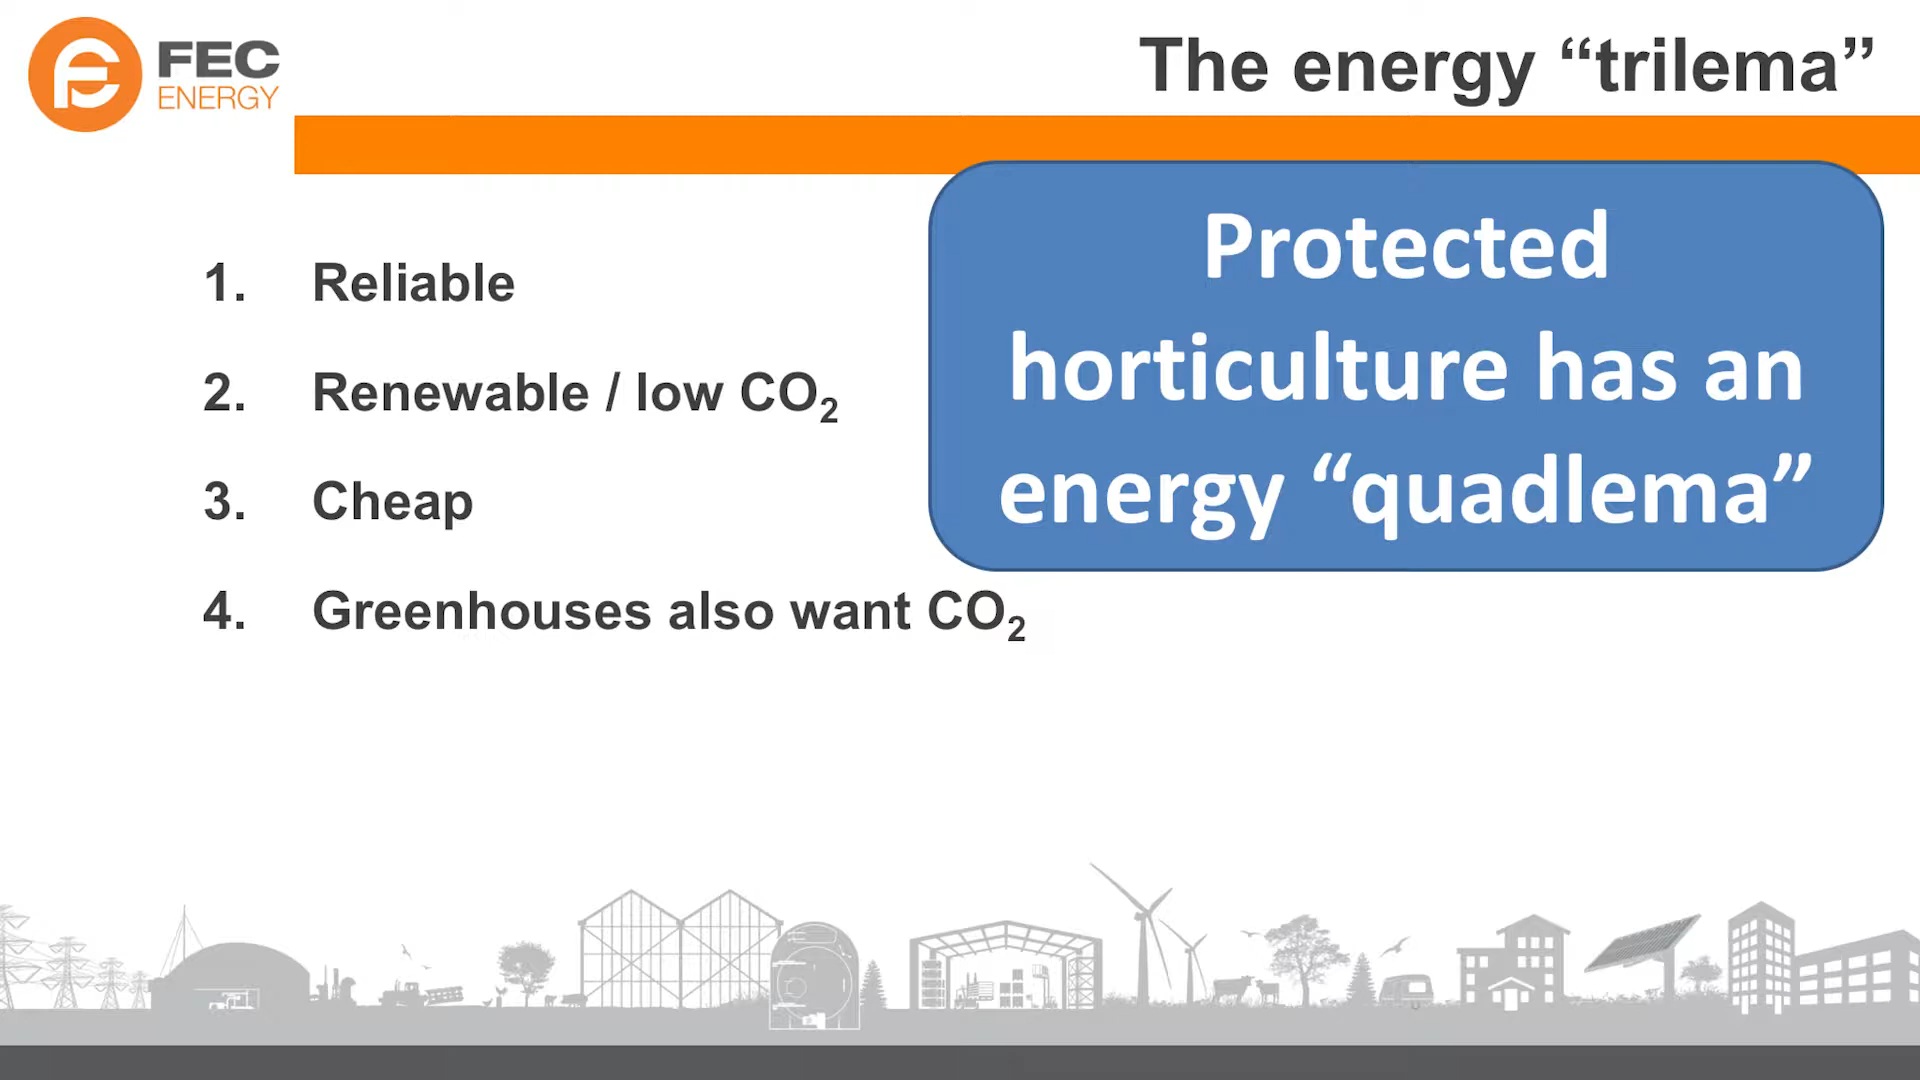 FEC
ENERGY
The energy “trilema”
1. Reliable
2. Renewable / low CO₂
3. Cheap
4. Greenhouses also want CO₂
Protected
horticulture has an
energy “quadlema”